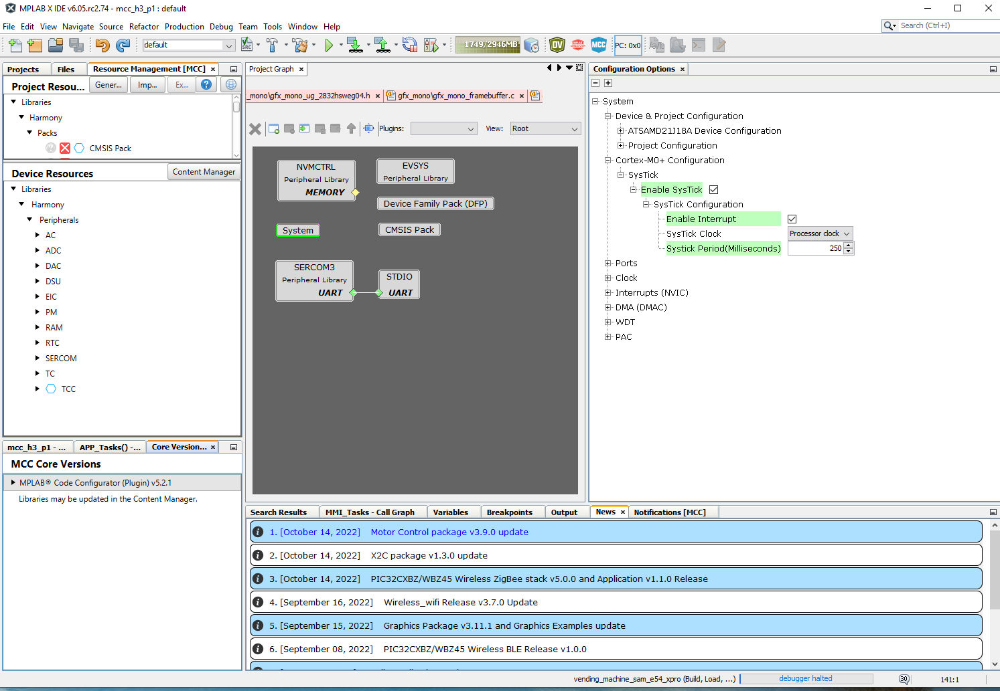 MPLAB X IDE v6.05.rc2.74 - mcc_h3_p1 : default
File Edit View Navigate Source Refactor Production Debug Team Tools Window Help
Search (Ctrl+I)
default
1749/2946MB
DV
MCC
PC: 0x0
Projects Files Resource Management [MCC] ×
Project Resou... Gener... Imp... Ex...
Libraries
Harmony
Packs
CMSIS Pack
Device Resources Content Manager
Libraries
Harmony
Peripherals
AC
ADC
DAC
DSU
EIC
PM
RAM
RTC
SERCOM
TC
TCC
mcc_h3_p1 - ... APP_Tasks() -... Core Version... ×
MCC Core Versions
MPLAB® Code Configurator (Plugin) v5.2.1
Libraries may be updated in the Content Manager.
Project Graph ×
_mono\gfx_mono_ug_2832hsweg04.h × gfx_mono\gfx_mono_framebuffer.c ×
Plugins: View: Root
NVMCTRL
Peripheral Library
MEMORY
EVSYS
Peripheral Library
Device Family Pack (DFP)
System
CMSIS Pack
SERCOM3
Peripheral Library
UART
STDIO
UART
Configuration Options ×
System
Device & Project Configuration
ATSAMD21J18A Device Configuration
Project Configuration
Cortex-M0+ Configuration
SysTick
Enable SysTick
SysTick Configuration
Enable Interrupt
SysTick Clock Processor clock
Systick Period(Milliseconds) 250
Ports
Clock
Interrupts (NVIC)
DMA (DMAC)
WDT
PAC
Search Results MMI_Tasks - Call Graph Variables Breakpoints Output News × Notifications [MCC]
1. [October 14, 2022] Motor Control package v3.9.0 update
2. [October 14, 2022] X2C package v1.3.0 update
3. [October 14, 2022] PIC32CXBZ/WBZ45 Wireless ZigBee stack v5.0.0 and Application v1.1.0 Release
4. [September 16, 2022] Wireless_wifi Release v3.7.0 Update
5. [September 15, 2022] Graphics Package v3.11.1 and Graphics Examples update
6. [September 08, 2022] PIC32CXBZ/WBZ45 Wireless BLE Release v1.0.0
vending_machine_sam_e54_xpro (Build, Load, ...) debugger halted 30 141:1